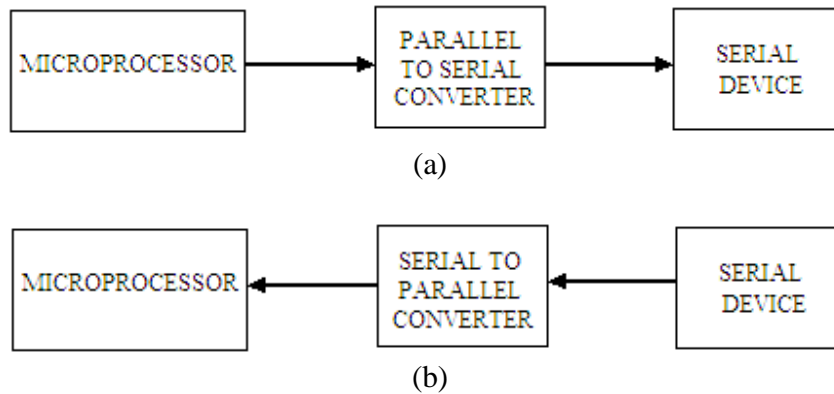 MICROPROCESSOR
PARALLEL
TO SERIAL
CONVERTER
SERIAL
DEVICE
(a)
MICROPROCESSOR
SERIAL TO
PARALLEL
CONVERTER
SERIAL
DEVICE
(b)